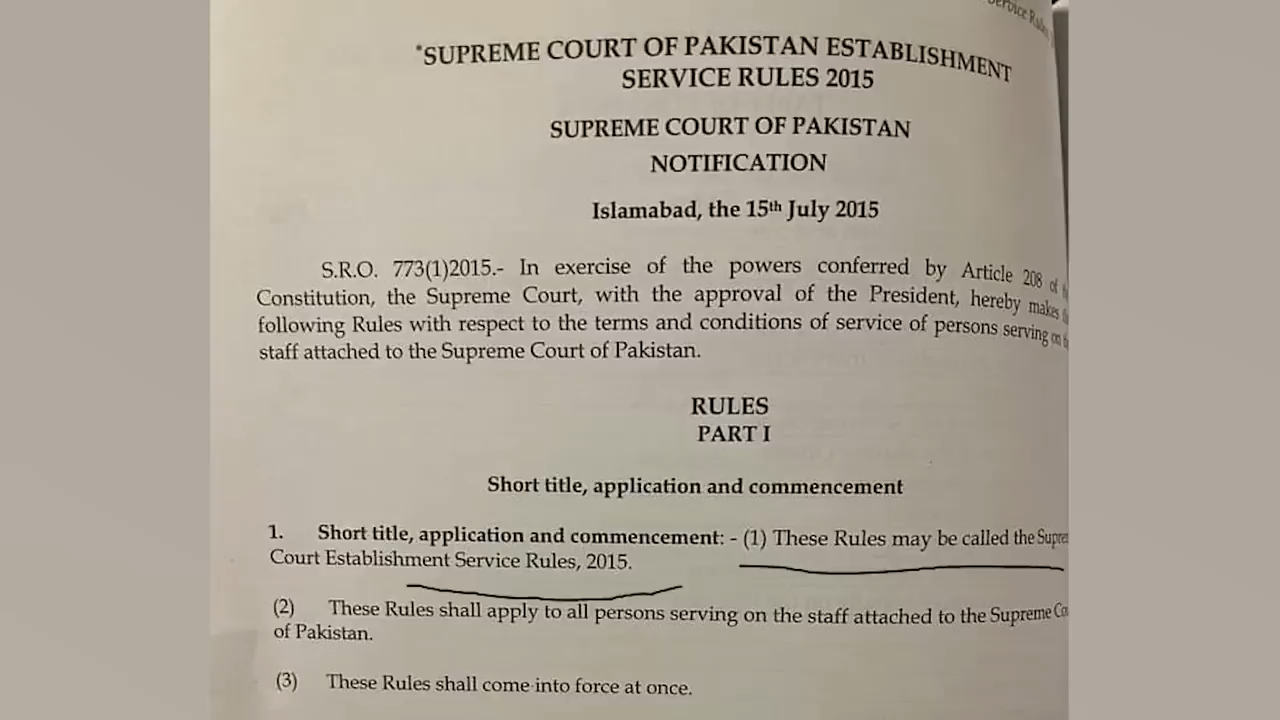 Service Rules
*SUPREME COURT OF PAKISTAN ESTABLISHMENT
SERVICE RULES 2015
SUPREME COURT OF PAKISTAN
NOTIFICATION
Islamabad, the 15th July 2015
S.R.O. 773(1)2015.- In exercise of the powers conferred by Article 208 of
Constitution, the Supreme Court, with the approval of the President, hereby makes
following Rules with respect to the terms and conditions of service of persons serving on
staff attached to the Supreme Court of Pakistan.
RULES
PART I
Short title, application and commencement
1. Short title, application and commencement: - (1) These Rules may be called the
Court Establishment Service Rules, 2015.
(2) These Rules shall apply to all persons serving on the staff attached to the Supreme
of Pakistan.
(3) These Rules shall come into force at once.